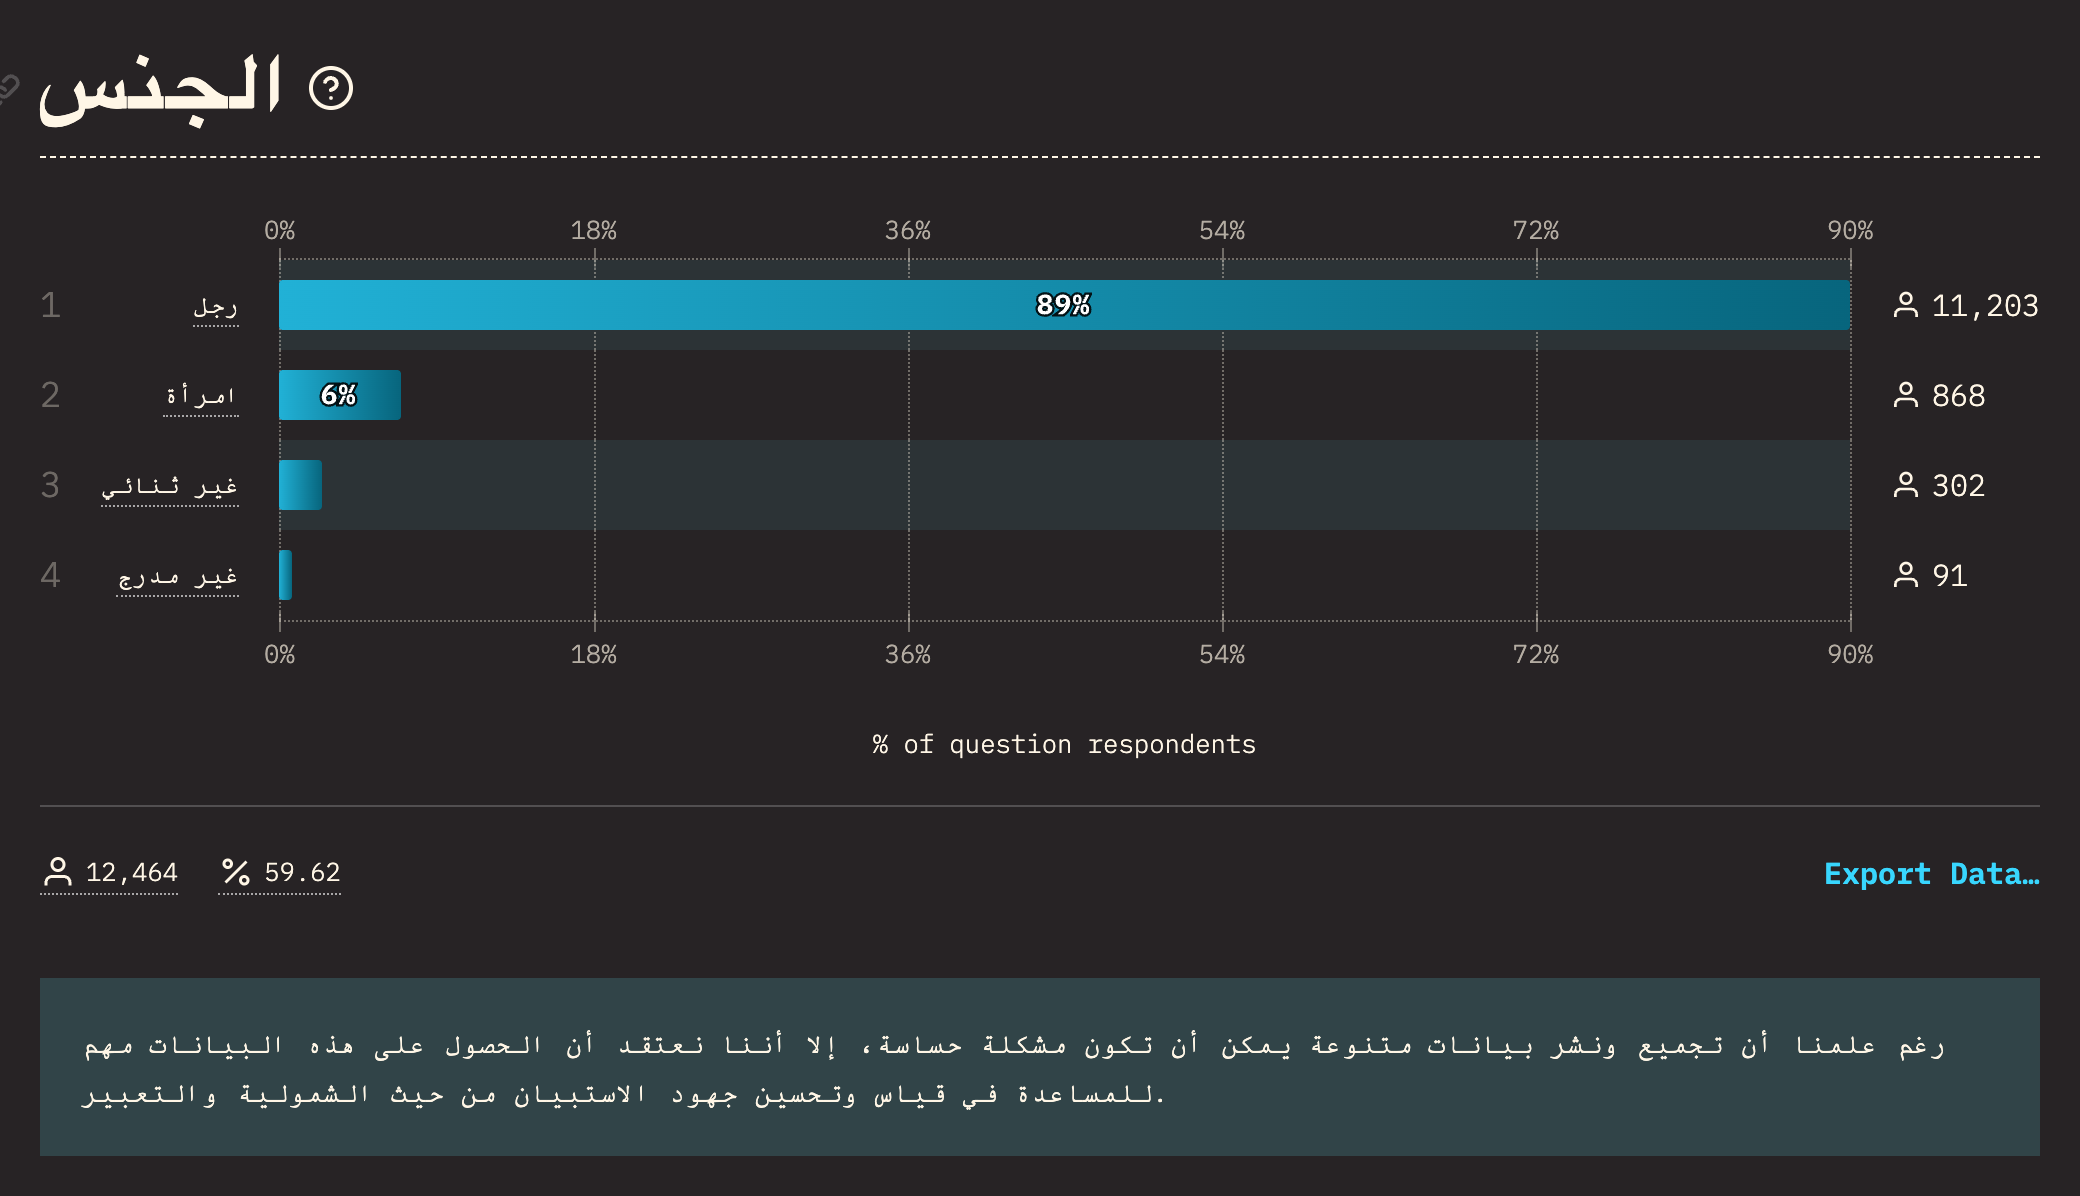 الجنس
0% 18% 36% 54% 72% 90%
1 رجل 89% 11,203
2 امرأة 6% 868
3 غير ثنائي 302
4 غير مدرج 91
0% 18% 36% 54% 72% 90%
% of question respondents
12,464 % 59.62 Export Data…
رغم علمنا أن تجميع ونشر بيانات متنوعة يمكن أن تكون مشكلة حساسة، إلا أننا نعتقد أن الحصول على هذه البيانات مهم
للمساعدة في قياس وتحسين جهود الاستبيان من حيث الشمولية والتعبير.